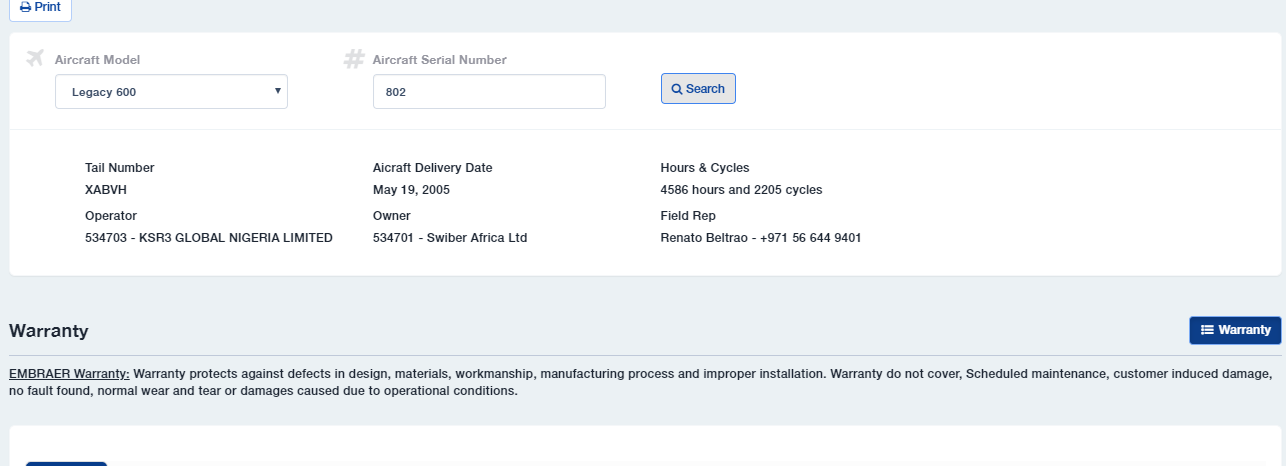 Print
Aircraft Model
Aircraft Serial Number
Legacy 600
802
Search
Tail Number
Aicraft Delivery Date
Hours & Cycles
XABVH
May 19, 2005
4586 hours and 2205 cycles
Operator
Owner
Field Rep
534703 - KSR3 GLOBAL NIGERIA LIMITED
534701 - Swiber Africa Ltd
Renato Beltrao - +971 56 644 9401
Warranty
Warranty
EMBRAER Warranty: Warranty protects against defects in design, materials, workmanship, manufacturing process and improper installation. Warranty do not cover, Scheduled maintenance, customer induced damage,
no fault found, normal wear and tear or damages caused due to operational conditions.